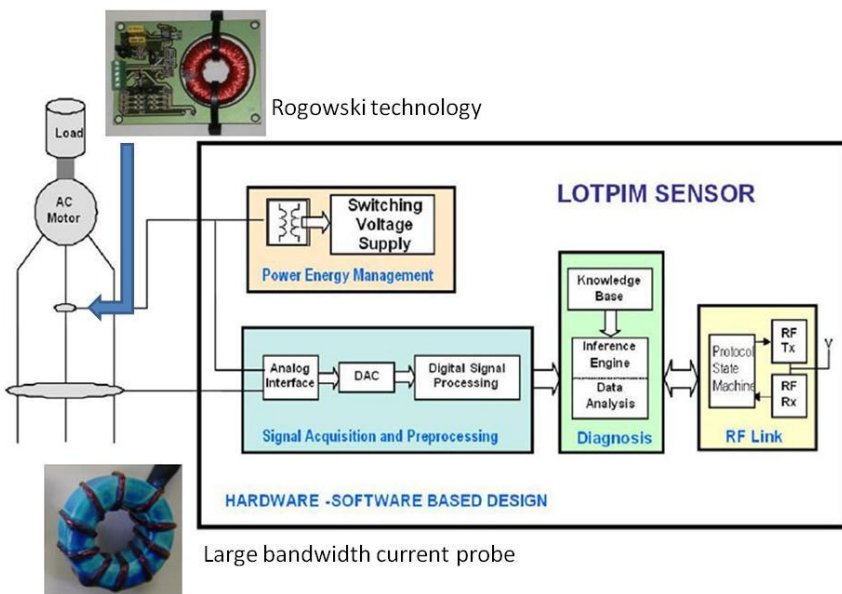 Rogowski technology
Load
AC
Motor
LOTPIM SENSOR
Switching
Voltage
Supply
Power Energy Management
Knowledge
Base
Inference
Engine
Data
Analysis
Diagnosis
Analog
Interface
DAC
Digital Signal
Processing
Signal Acquisition and Preprocessing
Protocol
State
Machine
RF
Tx
RF
Rx
RF Link
HARDWARE -SOFTWARE BASED DESIGN
Large bandwidth current probe